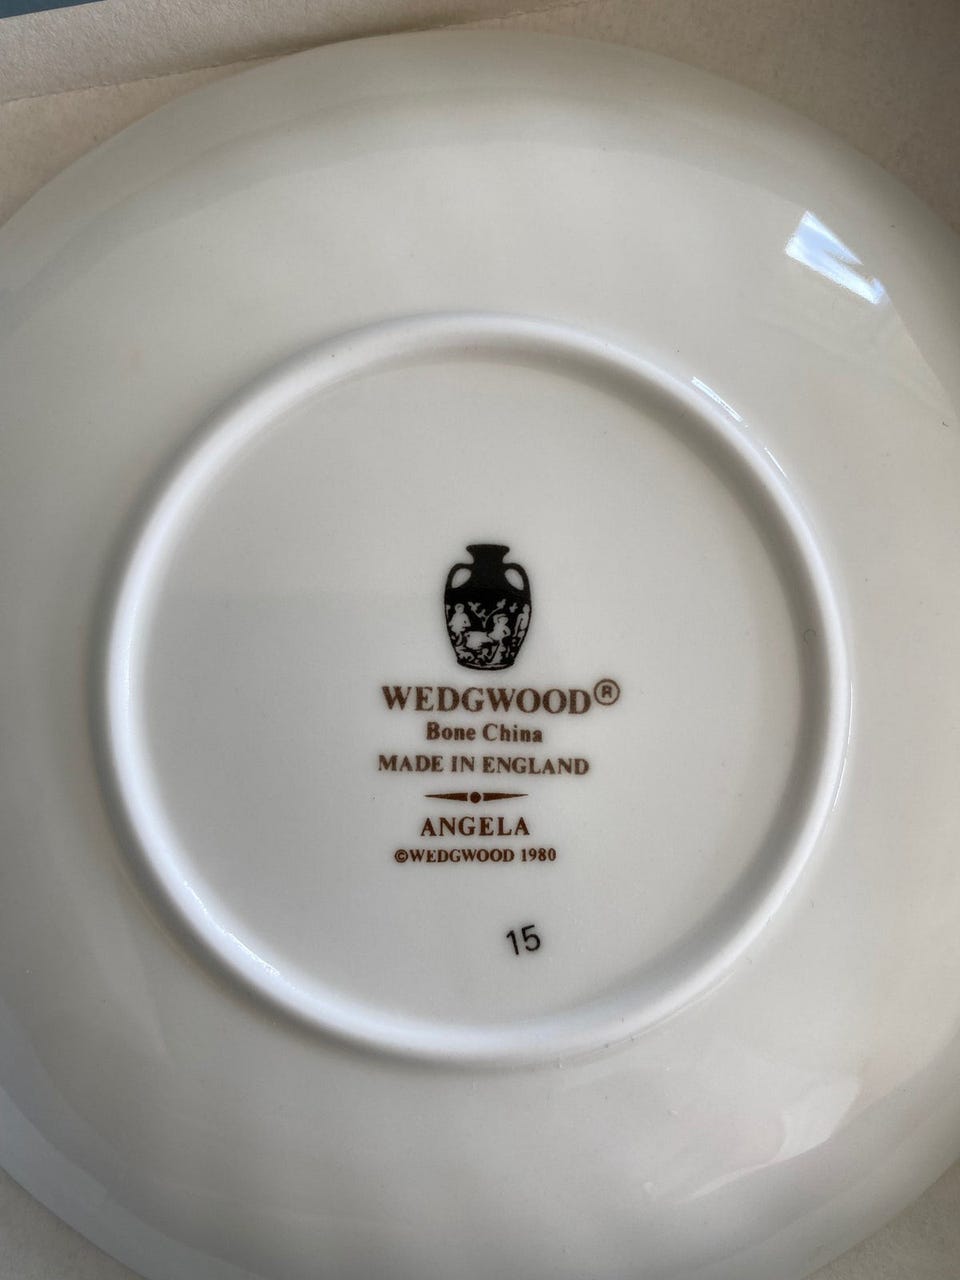 WEDGWOOD®
Bone China
MADE IN ENGLAND
ANGELA
©WEDGWOOD 1980
15